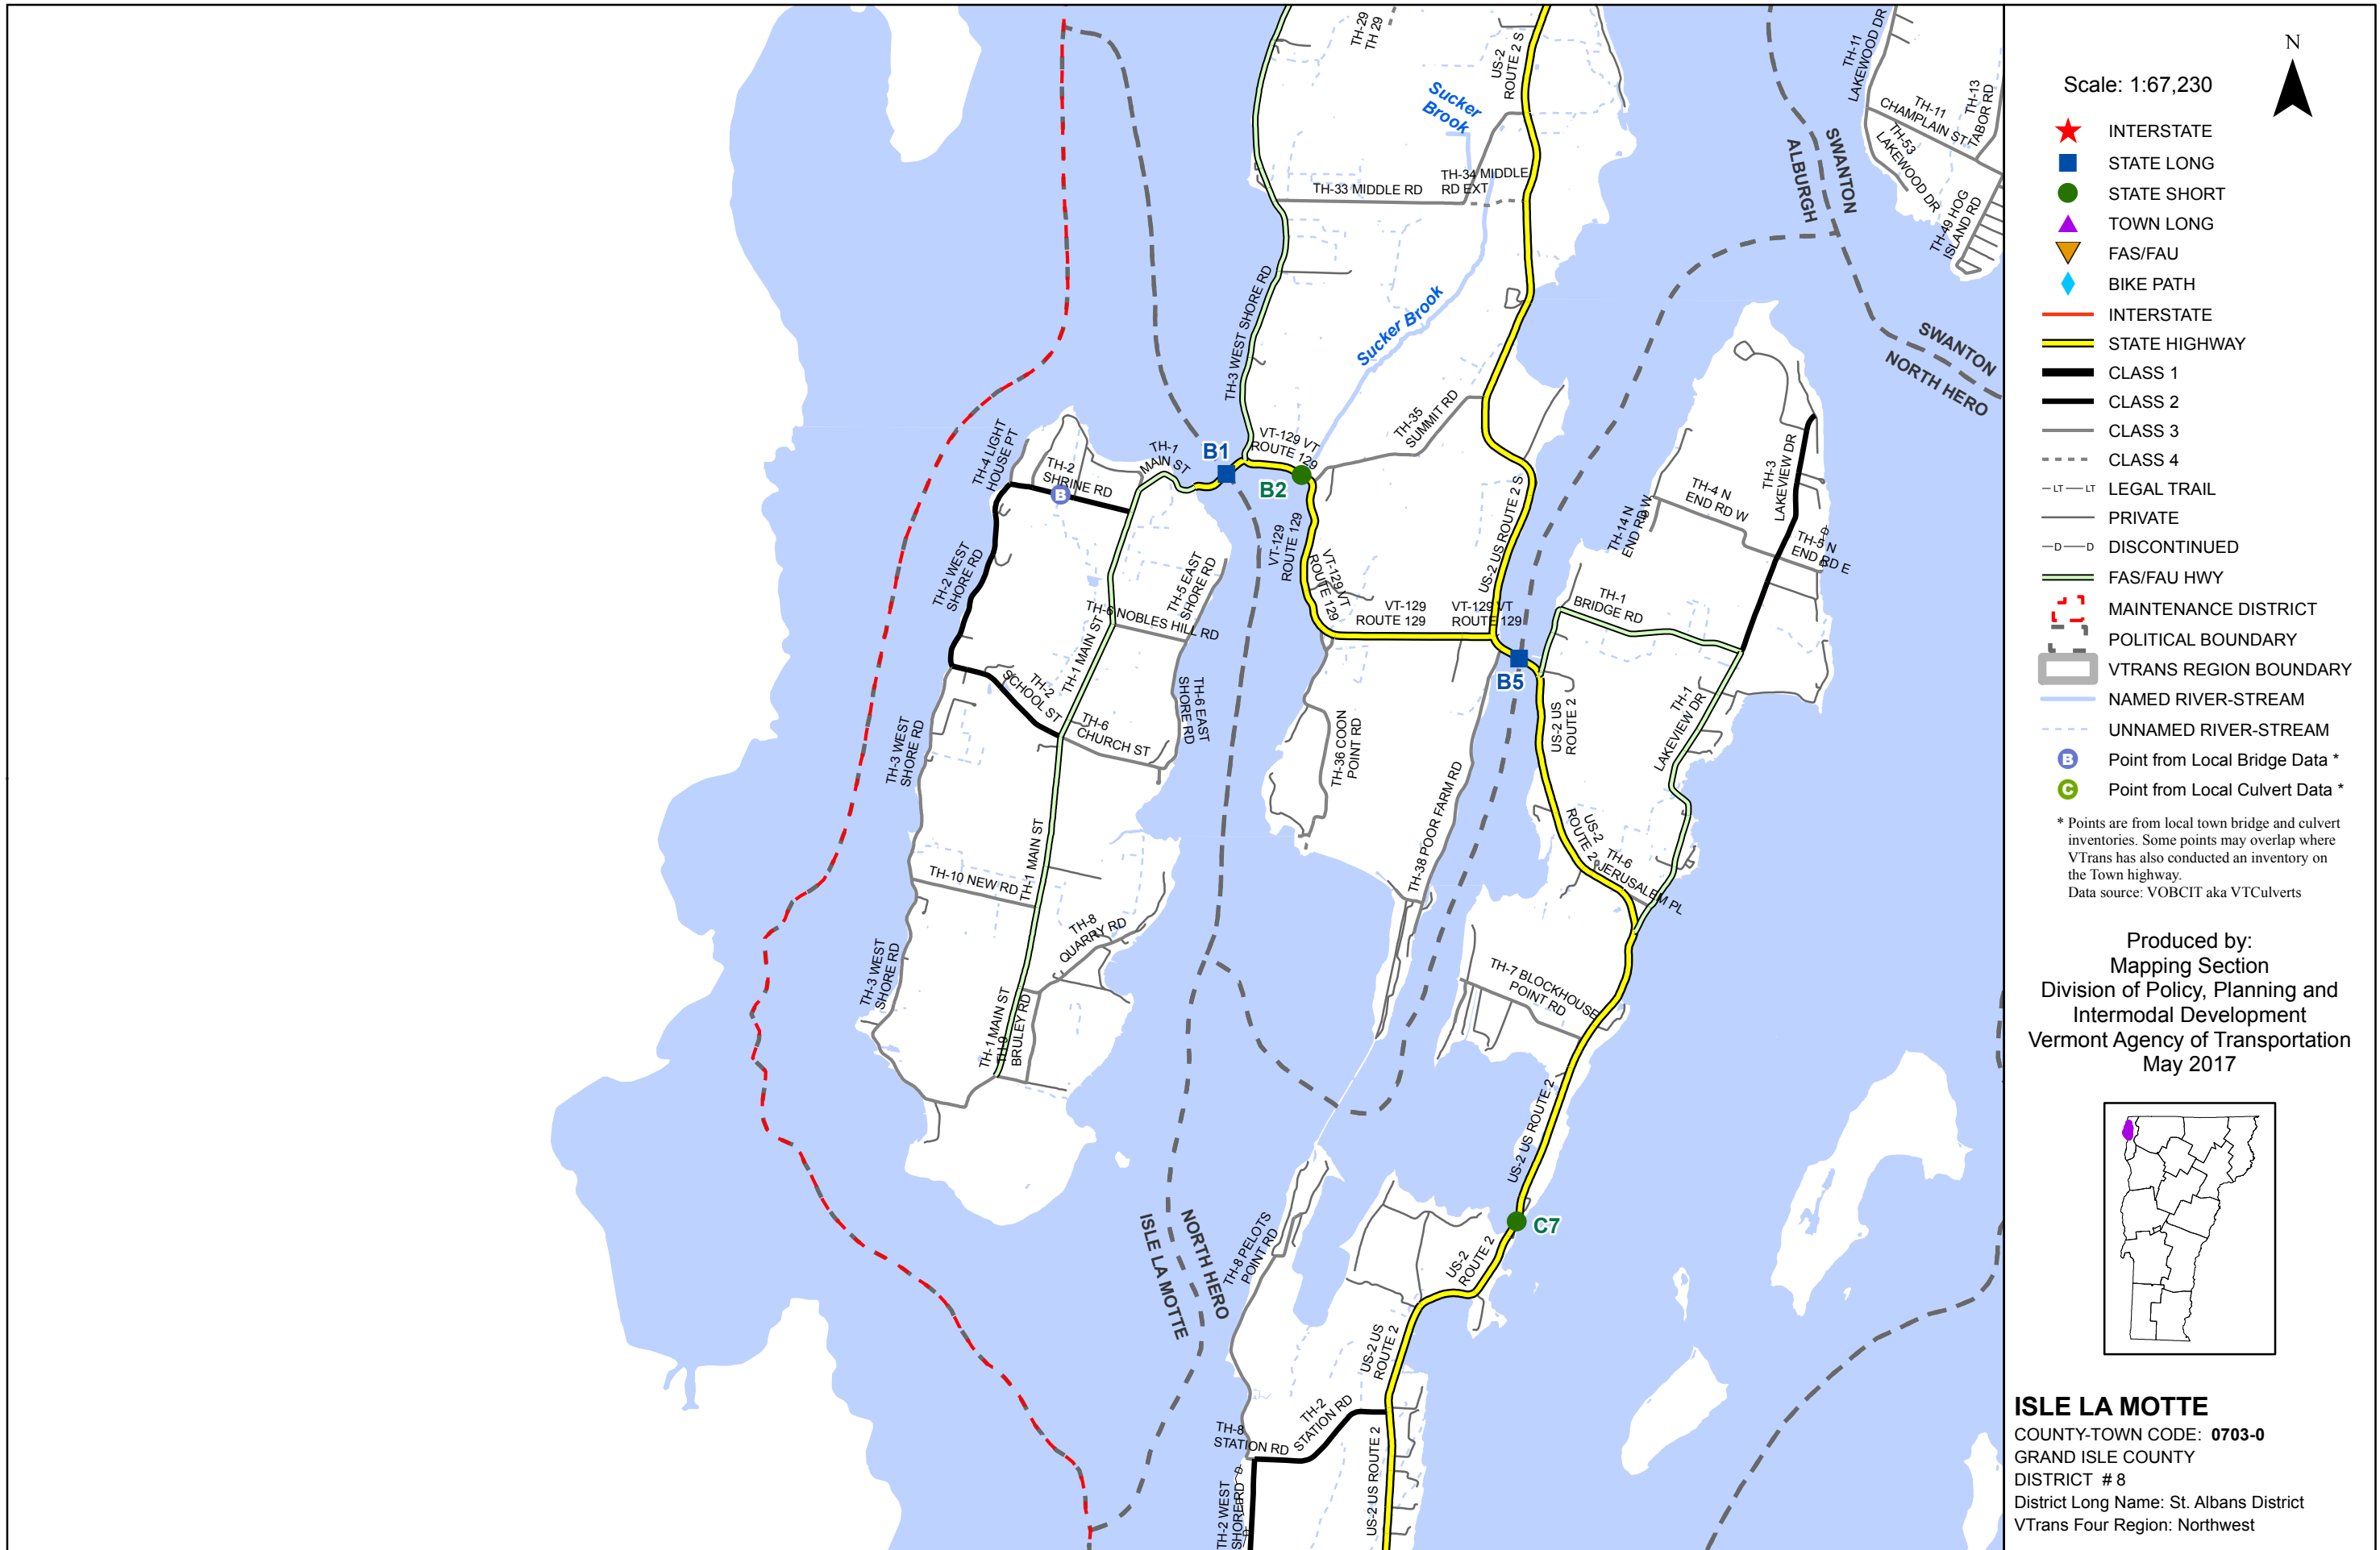 TH-29
TH 29
US-2
ROUTE 2 S
Sucker
Brook
TH-11
LAKEWOOD DR
TH-11
CHAMPLAIN ST
TH-13
TABOR RD
TH-53
LAKEWOOD DR
TH-49 HOG
ISLAND RD
SWANTON
ALBURGH
TH-33 MIDDLE RD
TH-34 MIDDLE
RD EXT
TH-3 WEST SHORE RD
Sucker Brook
SWANTON
NORTH HERO
TH-35
SUMMIT RD
TH-4 LIGHT
HOUSE PT
TH-2
SHRINE RD
B
TH-1
MAIN ST
B1
VT-129 VT
ROUTE 129
B2
TH-3
LAKEVIEW DR
TH-4 N
END RD W
TH-14 N
END RD W
D
TH-5 N
END RD E
D
US-2 US ROUTE 2 S
VT-129
ROUTE 129
VT-129 VT
ROUTE 129
TH-2 WEST
SHORE RD
TH-5 EAST
SHORE RD
TH-6 NOBLES HILL RD
VT-129
ROUTE 129
VT-129 VT
ROUTE 129
TH-1
BRIDGE RD
TH-1 MAIN ST
B5
TH-2
SCHOOL ST
TH-6
CHURCH ST
TH-6 EAST
SHORE RD
TH-3 WEST
SHORE RD
TH-36 COON
POINT RD
US-2 US
ROUTE 2
TH-1
LAKEVIEW DR
TH-38 POOR FARM RD
US-2
ROUTE 2
TH-6
JERUSALEM PL
TH-1 MAIN ST
TH-10 NEW RD
TH-8
QUARRY RD
TH-3 WEST
SHORE RD
TH-7 BLOCKHOUSE
POINT RD
TH-1 MAIN ST
TH-9
BRULEY RD
US-2 US ROUTE 2
C7
NORTH HERO
ISLE LA MOTTE
TH-8 PELOTS
POINT RD
US-2
ROUTE 2
US-2 US
ROUTE 2
TH-8
STATION RD
TH-2
STATION RD
US-2 US ROUTE 2
TH-2 WEST
SHORE RD
D
D
N
Scale: 1:67,230
INTERSTATE
STATE LONG
STATE SHORT
TOWN LONG
FAS/FAU
BIKE PATH
INTERSTATE
STATE HIGHWAY
CLASS 1
CLASS 2
CLASS 3
CLASS 4
LT LT LEGAL TRAIL
PRIVATE
D D DISCONTINUED
FAS/FAU HWY
MAINTENANCE DISTRICT
POLITICAL BOUNDARY
VTRANS REGION BOUNDARY
NAMED RIVER-STREAM
UNNAMED RIVER-STREAM
B Point from Local Bridge Data *
C Point from Local Culvert Data *
* Points are from local town bridge and culvert
inventories. Some points may overlap where
VTrans has also conducted an inventory on
the Town highway.
Data source: VOBCIT aka VTCulverts
Produced by:
Mapping Section
Division of Policy, Planning and
Intermodal Development
Vermont Agency of Transportation
May 2017
ISLE LA MOTTE
COUNTY-TOWN CODE: 0703-0
GRAND ISLE COUNTY
DISTRICT # 8
District Long Name: St. Albans District
VTrans Four Region: Northwest